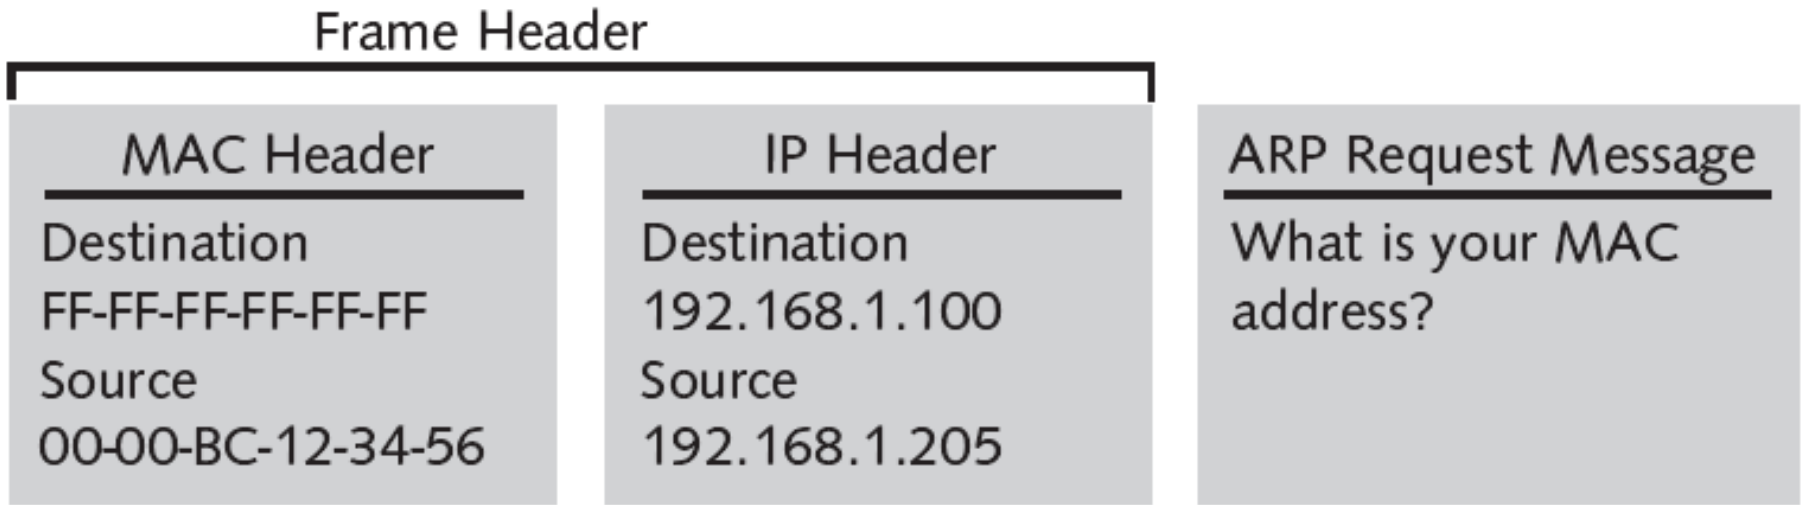 Frame Header
MAC Header
Destination
FF-FF-FF-FF-FF-FF
Source
00-00-BC-12-34-56
IP Header
Destination
192.168.1.100
Source
192.168.1.205
ARP Request Message
What is your MAC
address?